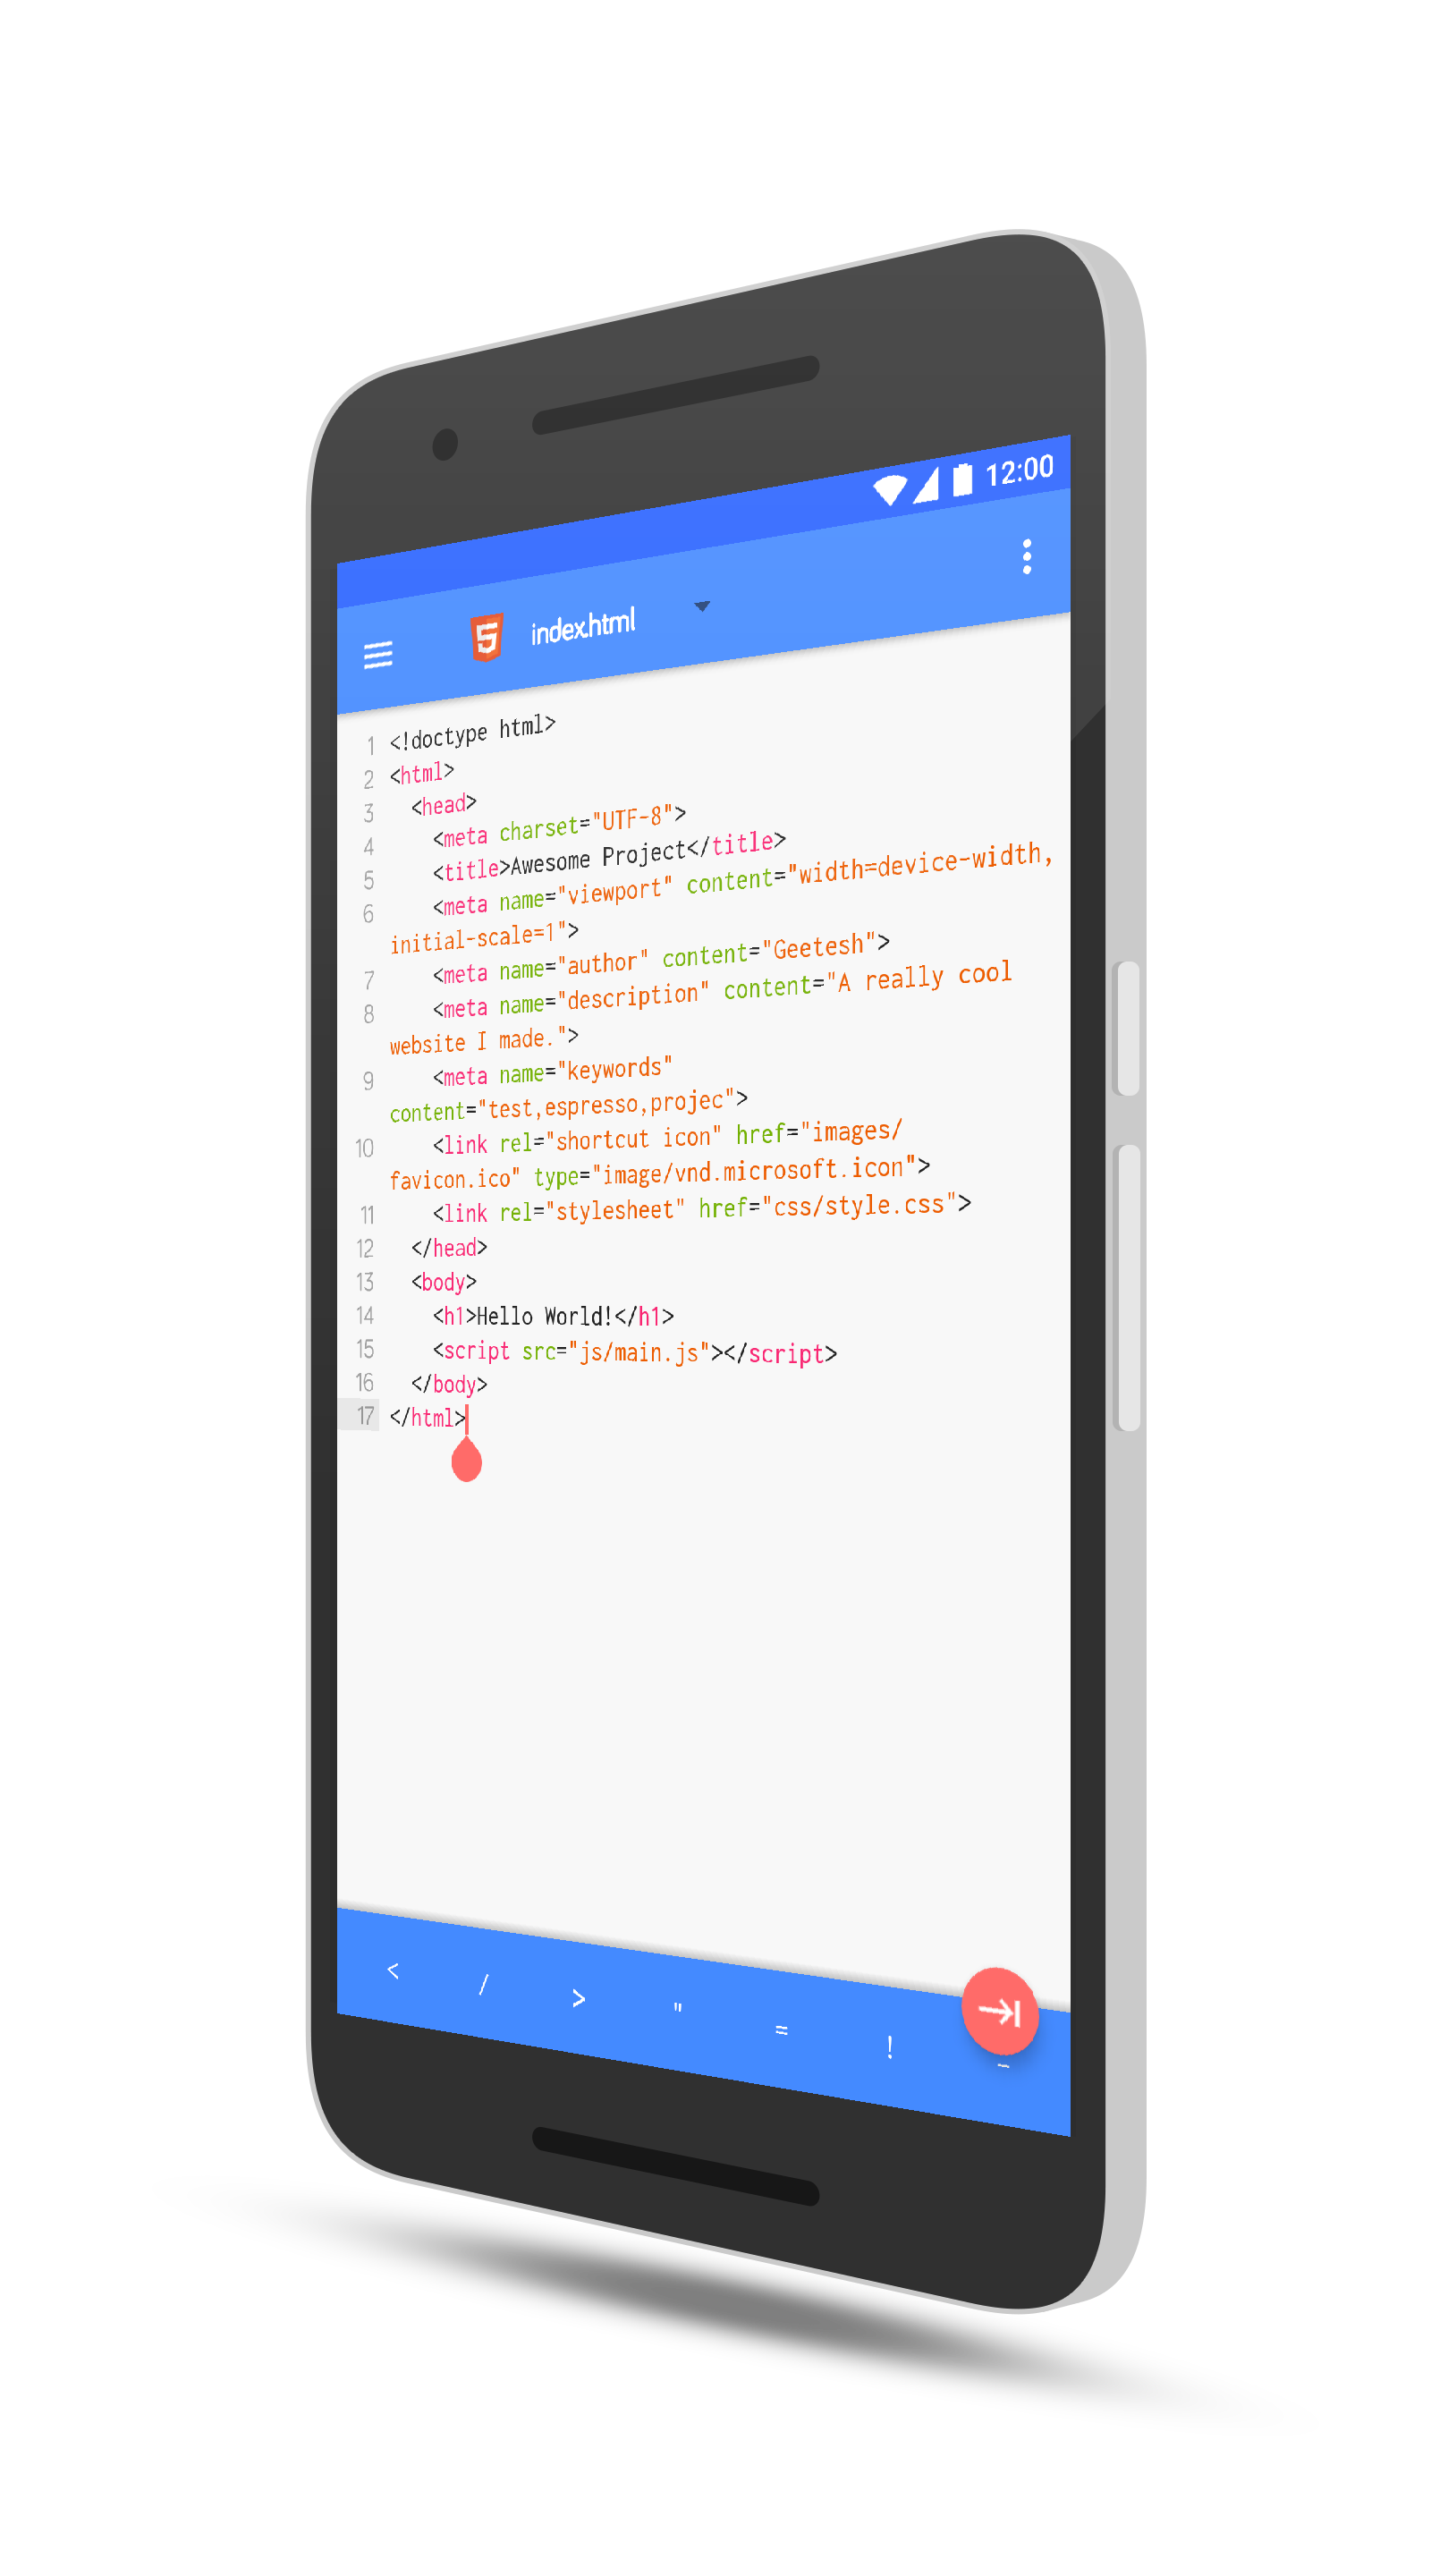 12:00
index.html
1 <!doctype html>
2 <html>
3 <head>
4 <meta charset="UTF-8">
5 <title>Awesome Project</title>
6 <meta name="viewport" content="width=device-width,
initial-scale=1">
7 <meta name="author" content="Geetesh">
8 <meta name="description" content="A really cool
website I made.">
9 <meta name="keywords"
content="test,espresso,projec">
10 <link rel="shortcut icon" href="images/
favicon.ico" type="image/vnd.microsoft.icon">
11 <link rel="stylesheet" href="css/style.css">
12 </head>
13 <body>
14 <h1>Hello World!</h1>
15 <script src="js/main.js"></script>
16 </body>
17 </html>
< / > " = !